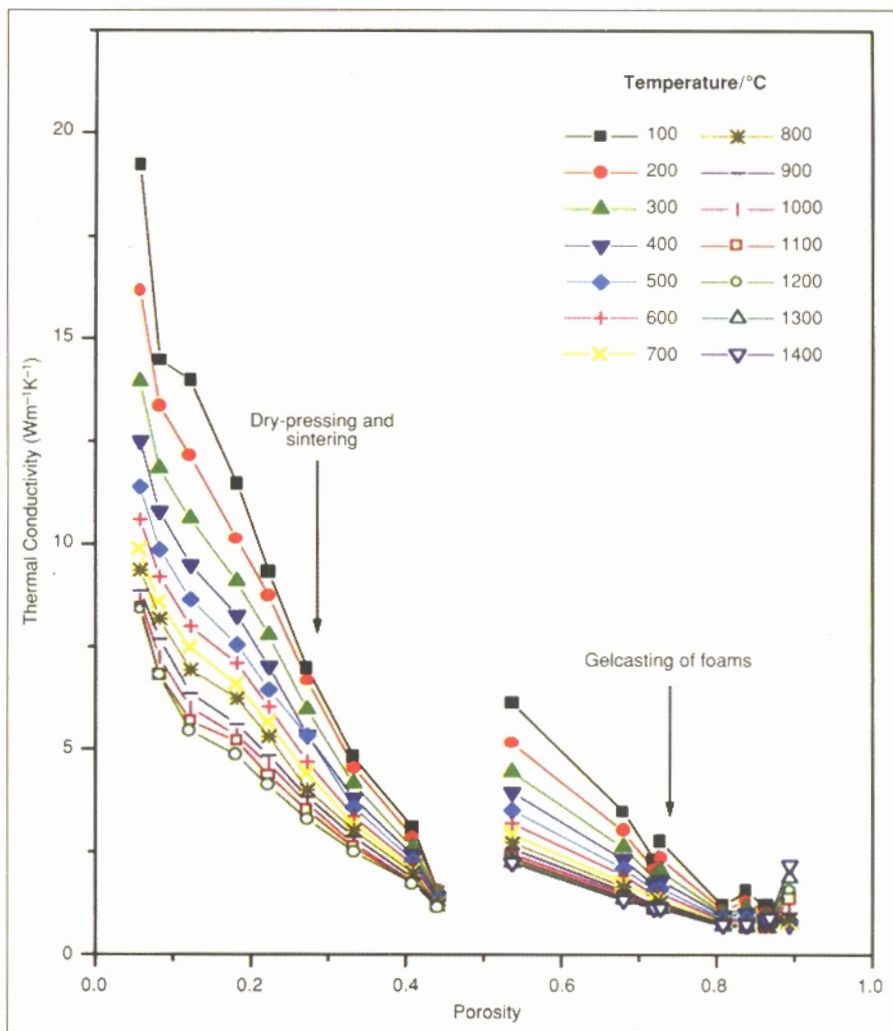 Temperature/°C
100
200
300
400
500
600
700
800
900
1000
1100
1200
1300
1400
Dry-pressing and
sintering
Gelcasting of foams
Thermal Conductivity (Wm⁻¹K⁻¹)
20
15
10
5
0
0.0 0.2 0.4 0.6 0.8 1.0
Porosity